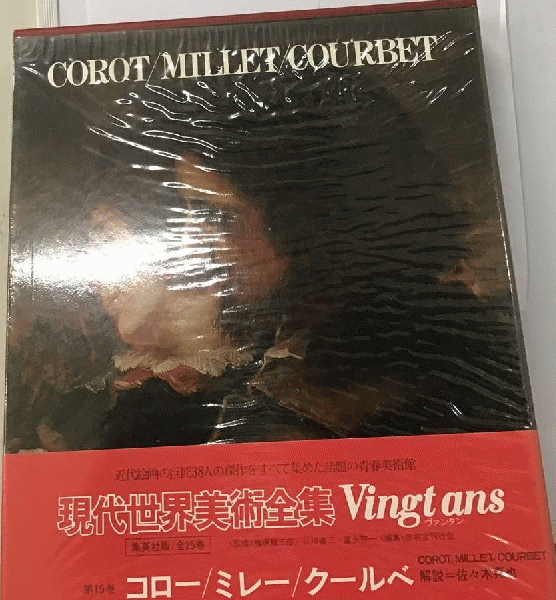 COROT/MILLET/COURBET
近代絵画の巨匠38人の傑作をすべて集めた話題の青春美術館
現代世界美術全集 Vingt ans
ヴァンタン
集英社版/全25巻
COROT MILLET COURBET
第15巻 コロー/ミレー/クールベ 解説=佐々木英也